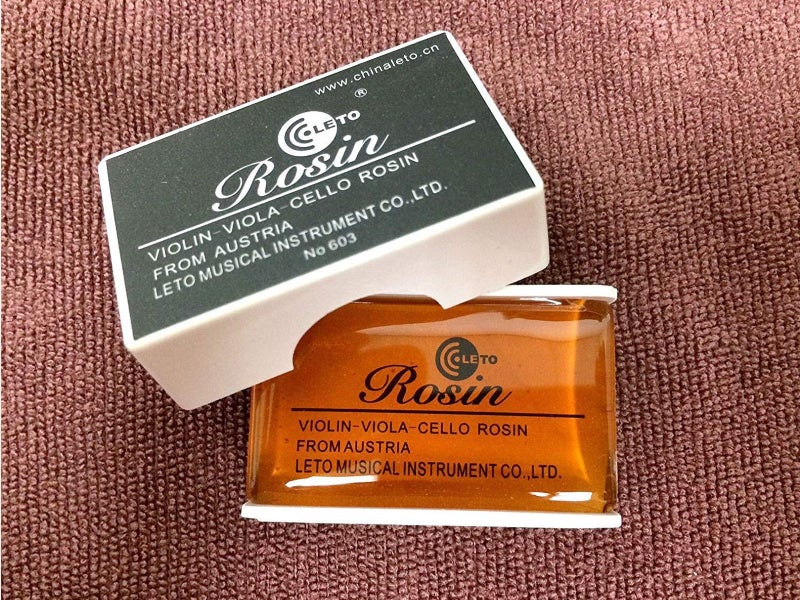 www.chinaleto.cn
®
LETO
Rosin
VIOLIN-VIOLA-CELLO ROSIN
FROM AUSTRIA
LETO MUSICAL INSTRUMENT CO.,LTD.
No 603
LETO
Rosin
VIOLIN-VIOLA-CELLO ROSIN
FROM AUSTRIA
LETO MUSICAL INSTRUMENT CO.,LTD.